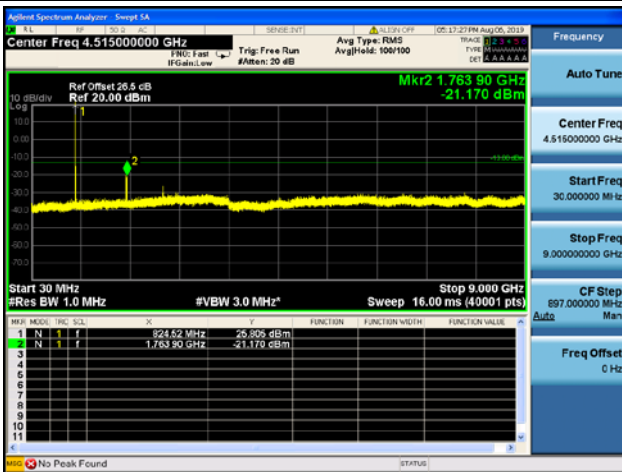 Agilent Spectrum Analyzer - Swept SA
RL RF 50 Ω AC SENSE:INT ALIGN OFF 05:17:27 PM Aug 06, 2019
Center Freq 4.515000000 GHz
PNO: Fast
IFGain:Low
Trig: Free Run
#Atten: 20 dB
Avg Type: RMS
Avg|Hold: 100/100
TRACE 1 2 3 4 5 6
TYPE
DET A A A A A A
Frequency
Auto Tune
Center Freq
4.515000000 GHz
Start Freq
30.000000 MHz
Stop Freq
9.000000000 GHz
CF Step
897.000000 MHz
Auto Man
Freq Offset
0 Hz
Mkr2 1.763 90 GHz
-21.170 dBm
Ref Offset 26.5 dB
Ref 20.00 dBm
10 dB/div
Log
1
10.0
0.00
-10.0
-13.00 dBm
2
-20.0
-30.0
-40.0
-50.0
-60.0
-70.0
Start 30 MHz
Stop 9.000 GHz
#Res BW 1.0 MHz
#VBW 3.0 MHz*
Sweep 16.00 ms (40001 pts)
MKR MODE TRC SCL X Y FUNCTION FUNCTION WIDTH FUNCTION VALUE
1 N 1 f 824.52 MHz 25.805 dBm
2 N 1 f 1.763 90 GHz -21.170 dBm
3
4
5
6
7
8
9
10
11
MSG No Peak Found
STATUS